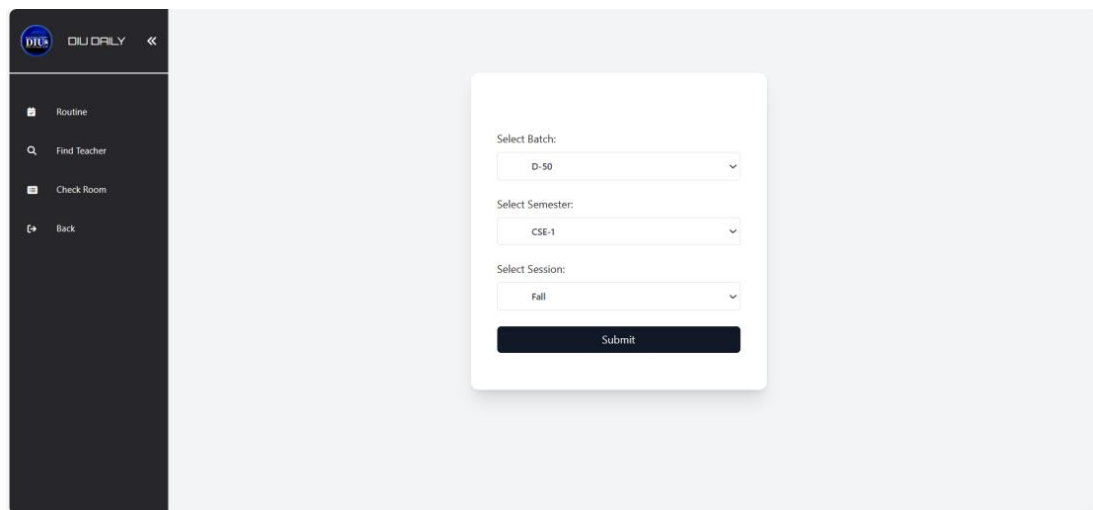 DIU DAILY
Routine
Find Teacher
Check Room
Back
Select Batch:
D-50
Select Semester:
CSE-1
Select Session:
Fall
Submit